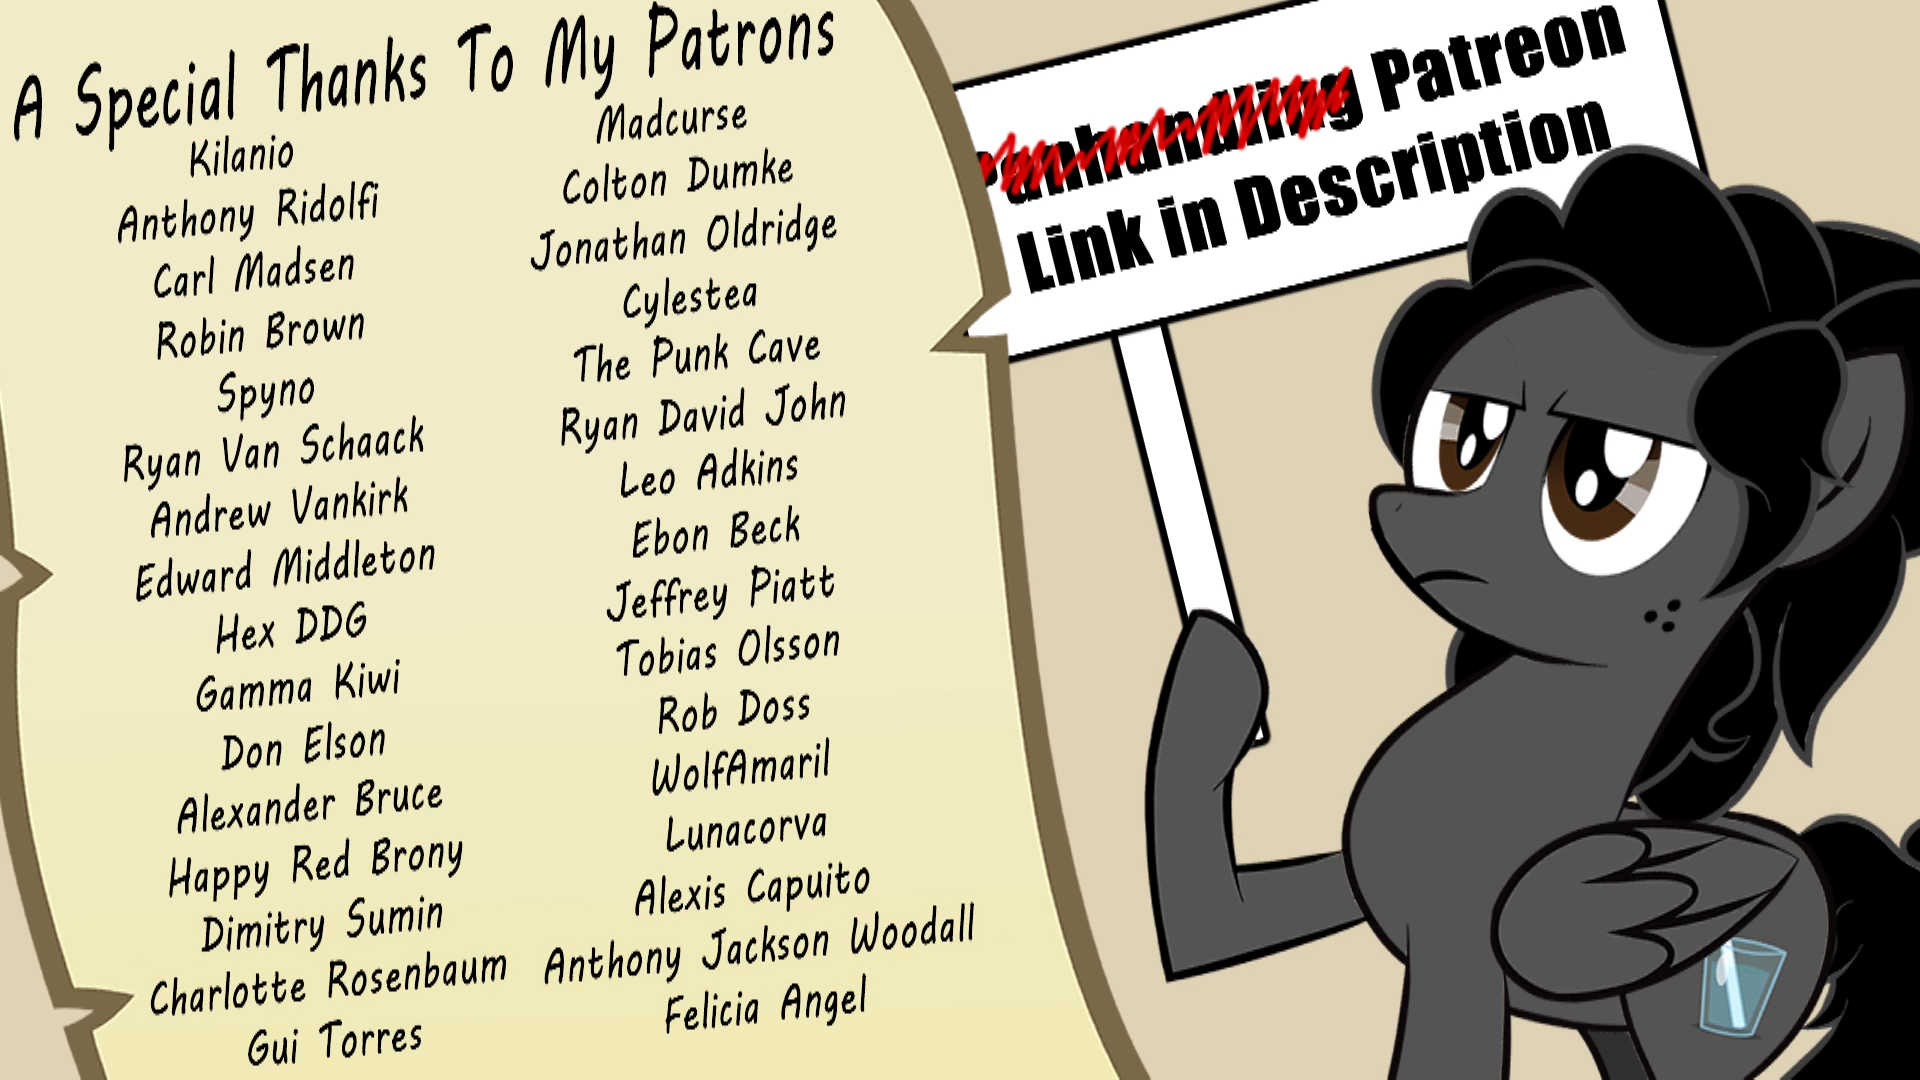 A Special Thanks To My Patrons
Kilanio
Anthony Ridolfi
Carl Madsen
Robin Brown
Spyno
Ryan Van Schaack
Andrew Vankirk
Edward Middleton
Hex DDG
Gamma Kiwi
Don Elson
Alexander Bruce
Happy Red Brony
Dimitry Sumin
Charlotte Rosenbaum
Gui Torres
Madcurse
Colton Dumke
Jonathan Oldridge
Cylestea
The Punk Cave
Ryan David John
Leo Adkins
Ebon Beck
Jeffrey Piatt
Tobias Olsson
Rob Doss
WolfAmaril
Lunacorva
Alexis Capuito
Anthony Jackson Woodall
Felicia Angel
Panhandling Patreon
Link in Description